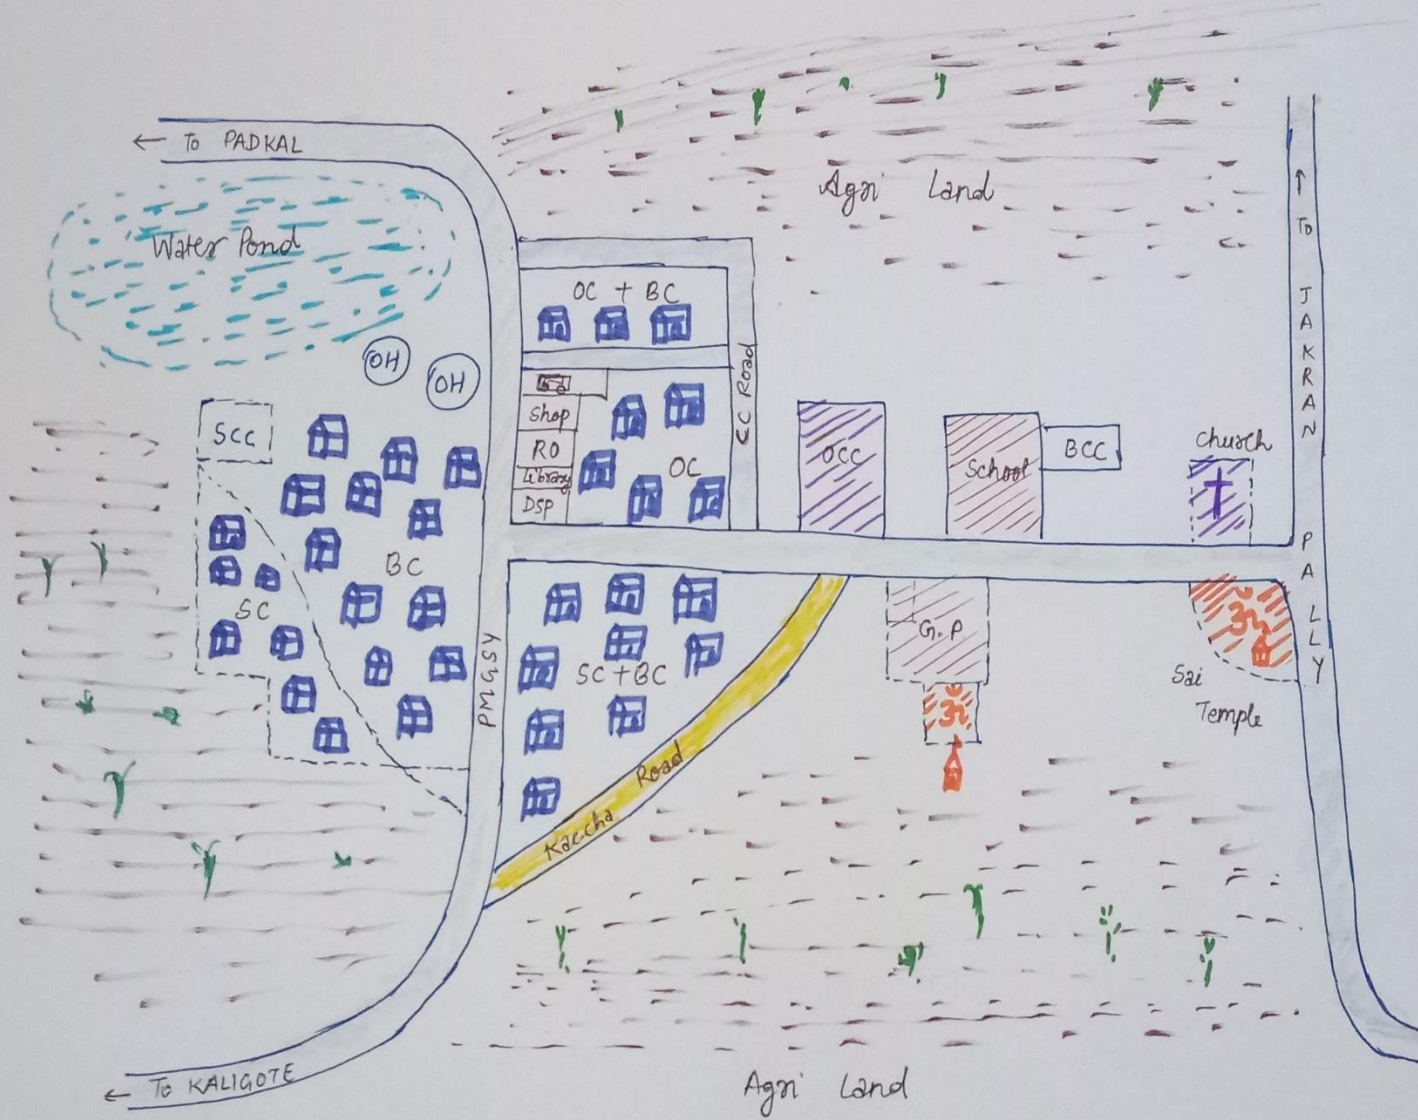 ← To PADKAL
Water Pond
Agri Land
↑ To JAKRAN PALLY
OC + BC
OH
OH
CC Road
Shop
RO
Library
DSP
OC
SCC
BC
SC
OCC
School
BCC
Church
PMGSY
SC + BC
G.P
Sai
Temple
Kaccha Road
← To KALIGOTE
Agri Land